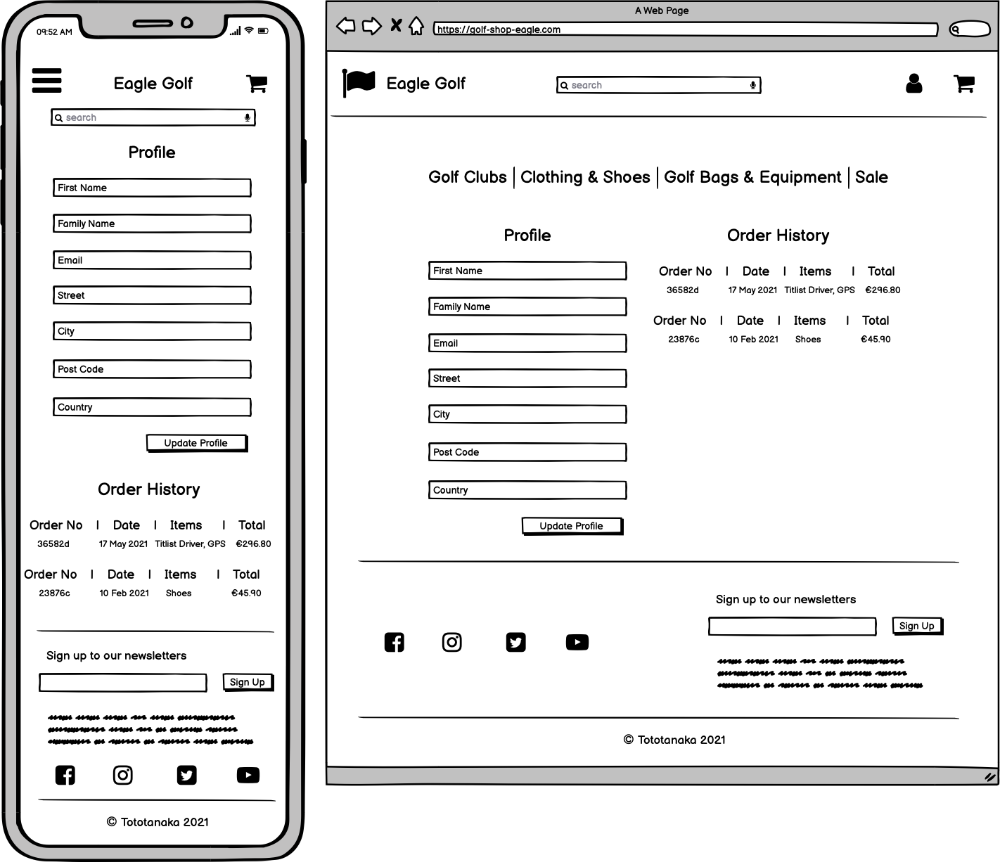 09:52 AM
Eagle Golf
search
Profile
First Name
Family Name
Email
Street
City
Post Code
Country
Update Profile
Order History
Order No | Date | Items | Total
36582d 17 May 2021 Titlist Driver, GPS €296.80
Order No | Date | Items | Total
23876c 10 Feb 2021 Shoes €45.90
Sign up to our newsletters
Sign Up
© Tototanaka 2021
A Web Page
https://golf-shop-eagle.com
Eagle Golf
search
Golf Clubs | Clothing & Shoes | Golf Bags & Equipment | Sale
Profile
First Name
Family Name
Email
Street
City
Post Code
Country
Update Profile
Order History
Order No | Date | Items | Total
36582d 17 May 2021 Titlist Driver, GPS €296.80
Order No | Date | Items | Total
23876c 10 Feb 2021 Shoes €45.90
Sign up to our newsletters
Sign Up
© Tototanaka 2021